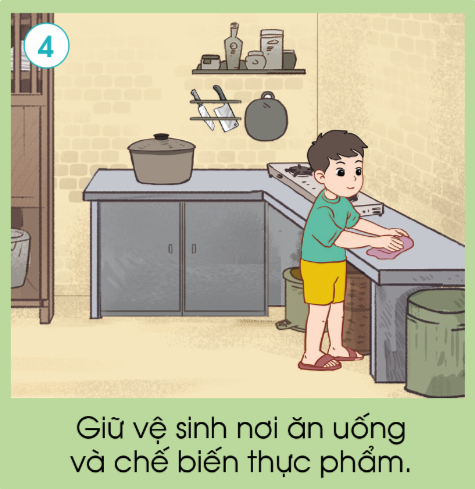 4
Giữ vệ sinh nơi ăn uống
và chế biến thực phẩm.